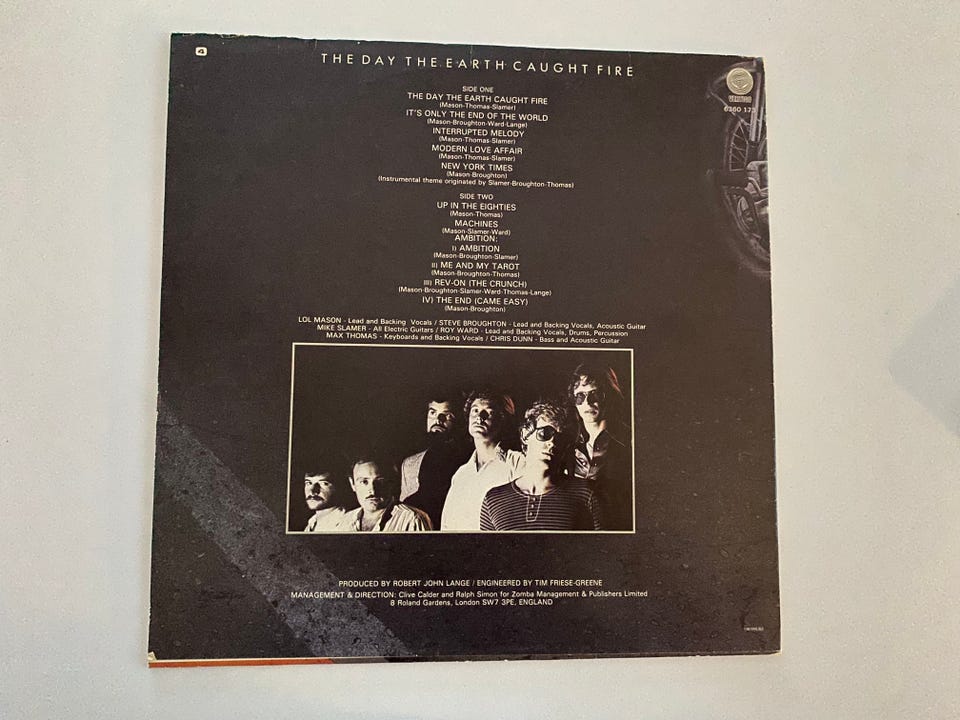 4
THE DAY THE EARTH CAUGHT FIRE
VERTIGO
6360 173
SIDE ONE
THE DAY THE EARTH CAUGHT FIRE
(Mason-Thomas-Slamer)
IT'S ONLY THE END OF THE WORLD
(Mason-Broughton-Ward-Lange)
INTERRUPTED MELODY
(Mason-Thomas-Slamer)
MODERN LOVE AFFAIR
(Mason-Thomas-Slamer)
NEW YORK TIMES
(Mason-Broughton)
(Instrumental theme originated by Slamer-Broughton-Thomas)
SIDE TWO
UP IN THE EIGHTIES
(Mason-Thomas)
MACHINES
(Mason-Slamer-Ward)
AMBITION:
I) AMBITION
(Mason-Broughton-Slamer)
II) ME AND MY TAROT
(Mason-Broughton-Thomas)
III) REV-ON (THE CRUNCH)
(Mason-Broughton-Slamer-Ward-Thomas-Lange)
IV) THE END (CAME EASY)
(Mason-Broughton)
LOL MASON - Lead and Backing Vocals / STEVE BROUGHTON - Lead and Backing Vocals, Acoustic Guitar
MIKE SLAMER - All Electric Guitars / ROY WARD - Lead and Backing Vocals, Drums, Percussion
MAX THOMAS - Keyboards and Backing Vocals / CHRIS DUNN - Bass and Acoustic Guitar
PRODUCED BY ROBERT JOHN LANGE / ENGINEERED BY TIM FRIESE-GREENE
MANAGEMENT & DIRECTION: Clive Calder and Ralph Simon for Zomba Management & Publishers Limited
8 Roland Gardens, London SW7 3PE, ENGLAND